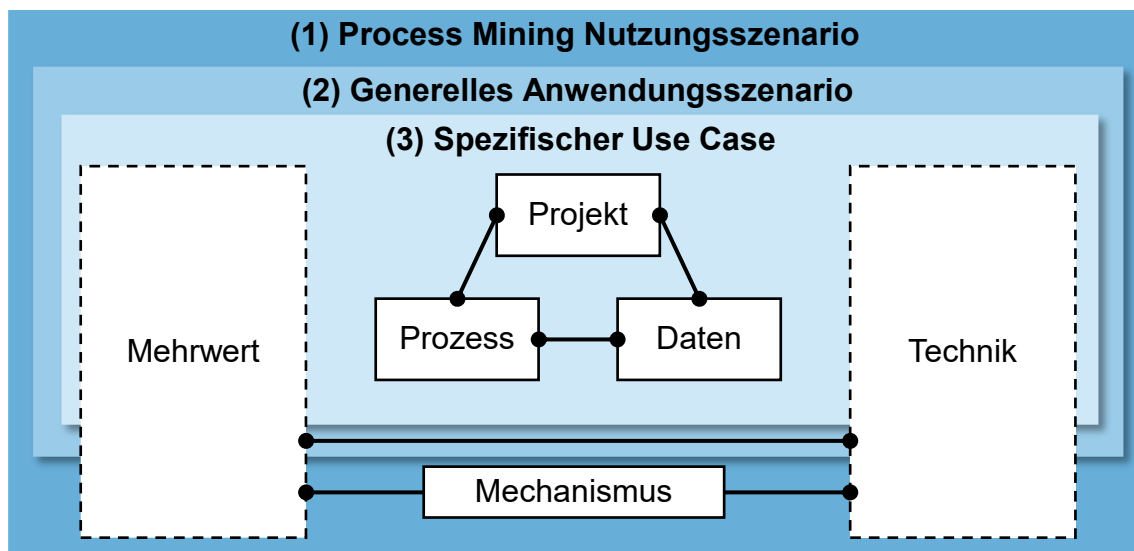 (1) Process Mining Nutzungsszenario
(2) Generelles Anwendungsszenario
(3) Spezifischer Use Case
Projekt
Prozess
Daten
Mehrwert
Technik
Mechanismus